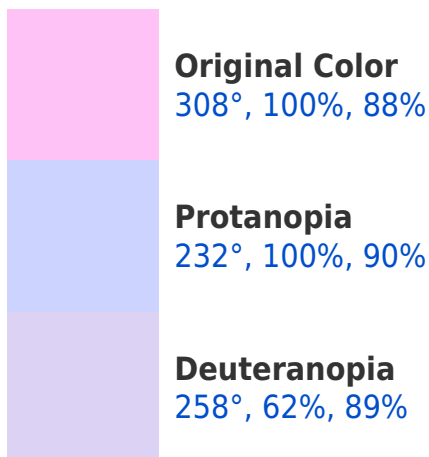 Original Color
308°, 100%, 88%
Protanopia
232°, 100%, 90%
Deuteranopia
258°, 62%, 89%